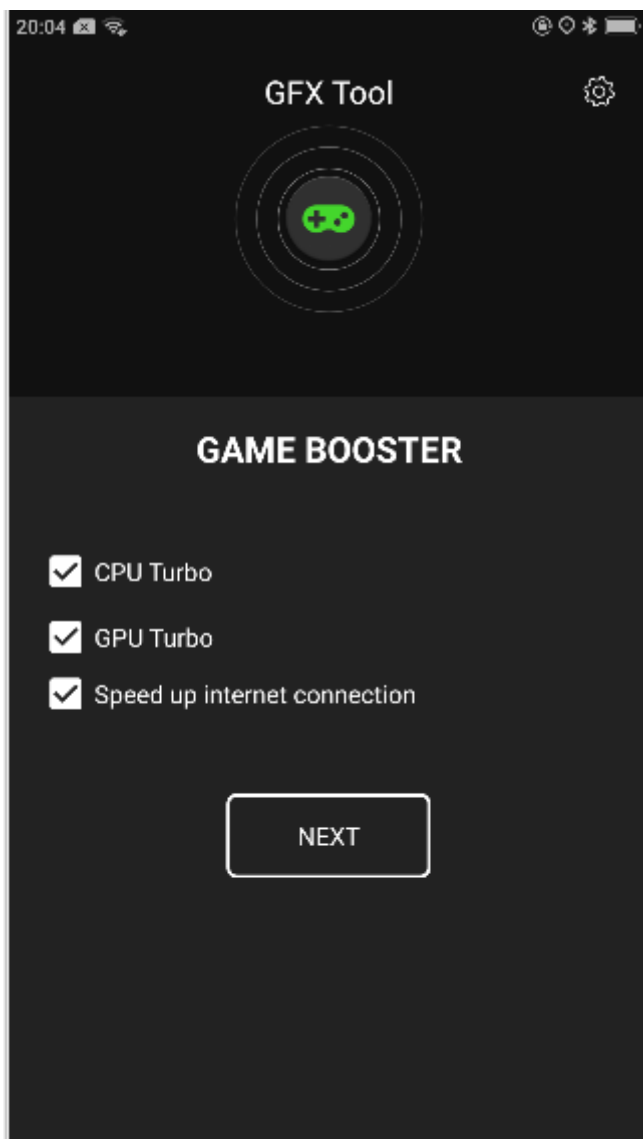 20:04
GFX Tool
GAME BOOSTER
CPU Turbo
GPU Turbo
Speed up internet connection
NEXT